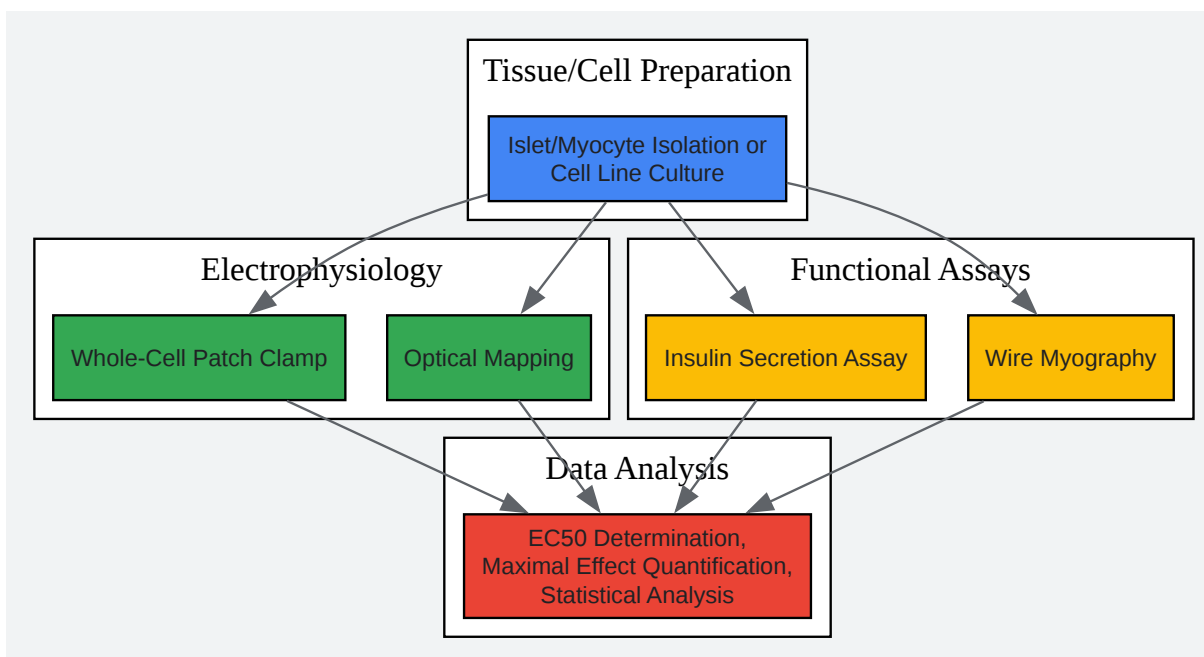 Tissue/Cell Preparation
Islet/Myocyte Isolation or
Cell Line Culture
Electrophysiology
Whole-Cell Patch Clamp
Optical Mapping
Functional Assays
Insulin Secretion Assay
Wire Myography
Data Analysis
EC50 Determination,
Maximal Effect Quantification,
Statistical Analysis